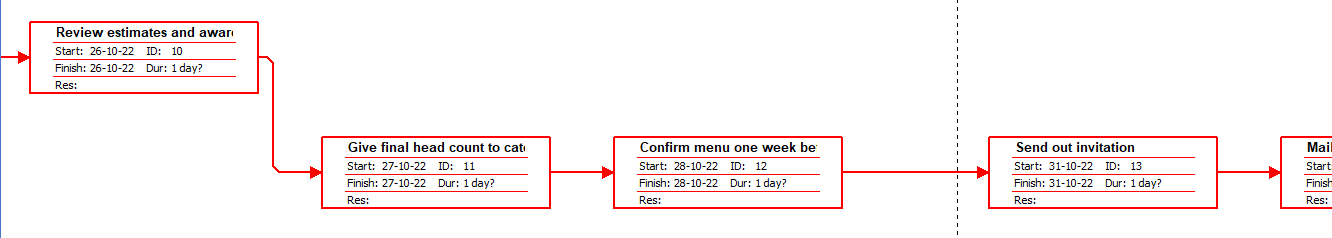 Review estimates and awar
Start: 26-10-22 ID: 10
Finish: 26-10-22 Dur: 1 day?
Res:
Give final head count to cat
Start: 27-10-22 ID: 11
Finish: 27-10-22 Dur: 1 day?
Res:
Confirm menu one week be
Start: 28-10-22 ID: 12
Finish: 28-10-22 Dur: 1 day?
Res:
Send out invitation
Start: 31-10-22 ID: 13
Finish: 31-10-22 Dur: 1 day?
Res:
Mail
Start:
Finish
Res: